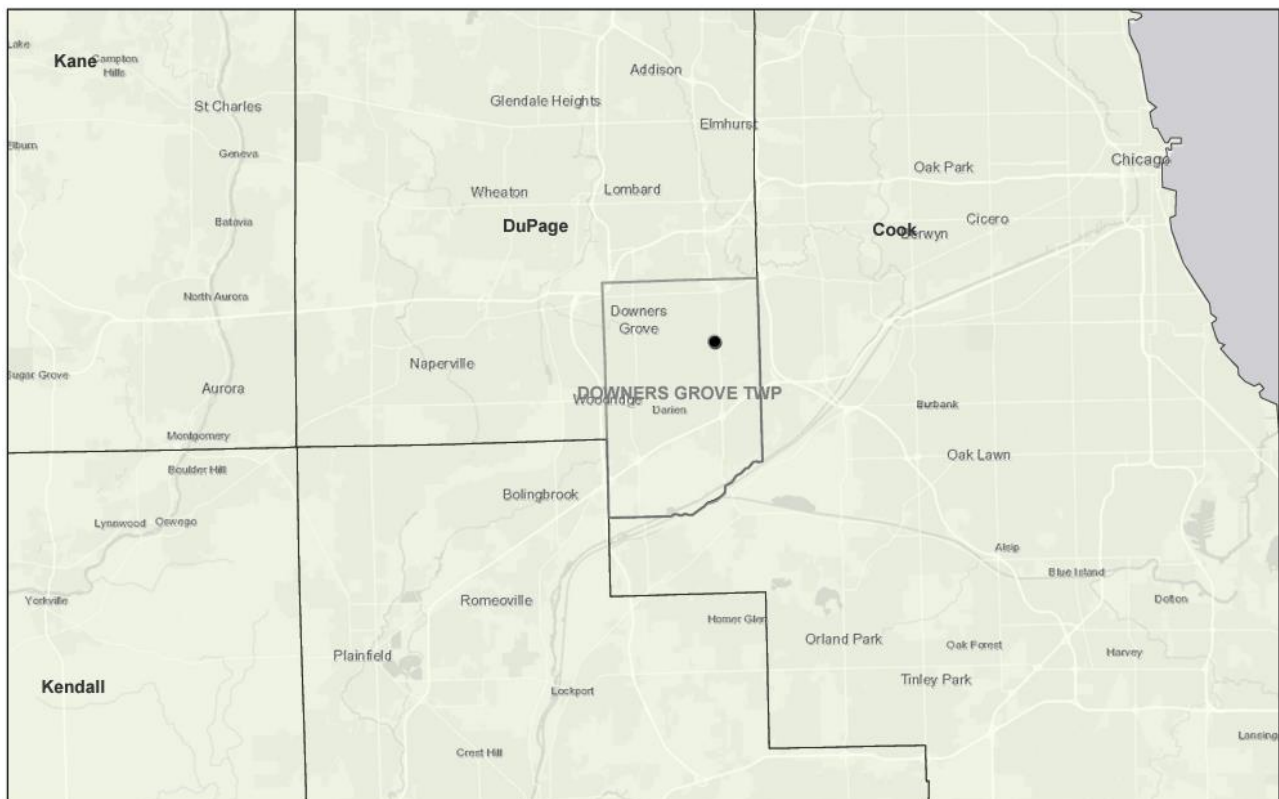 Lake
Kane
Campton
Hills
Addison
St Charles
Glendale Heights
Elmhurst
Elburn
Geneva
Chicago
Oak Park
Wheaton
Lombard
Batavia
DuPage
Cicero
Cook
Berwyn
North Aurora
Downers
Grove
Naperville
Sugar Grove
Aurora
DOWNERS GROVE TWP
Woodridge
Darien
Burbank
Montgomery
Boulder Hill
Oak Lawn
Bolingbrook
Lynnwood
Oswego
Alsip
Blue Island
Yorkville
Romeoville
Dolton
Homer Glen
Orland Park
Oak Forest
Harvey
Plainfield
Tinley Park
Kendall
Lockport
Lansing
Crest Hill